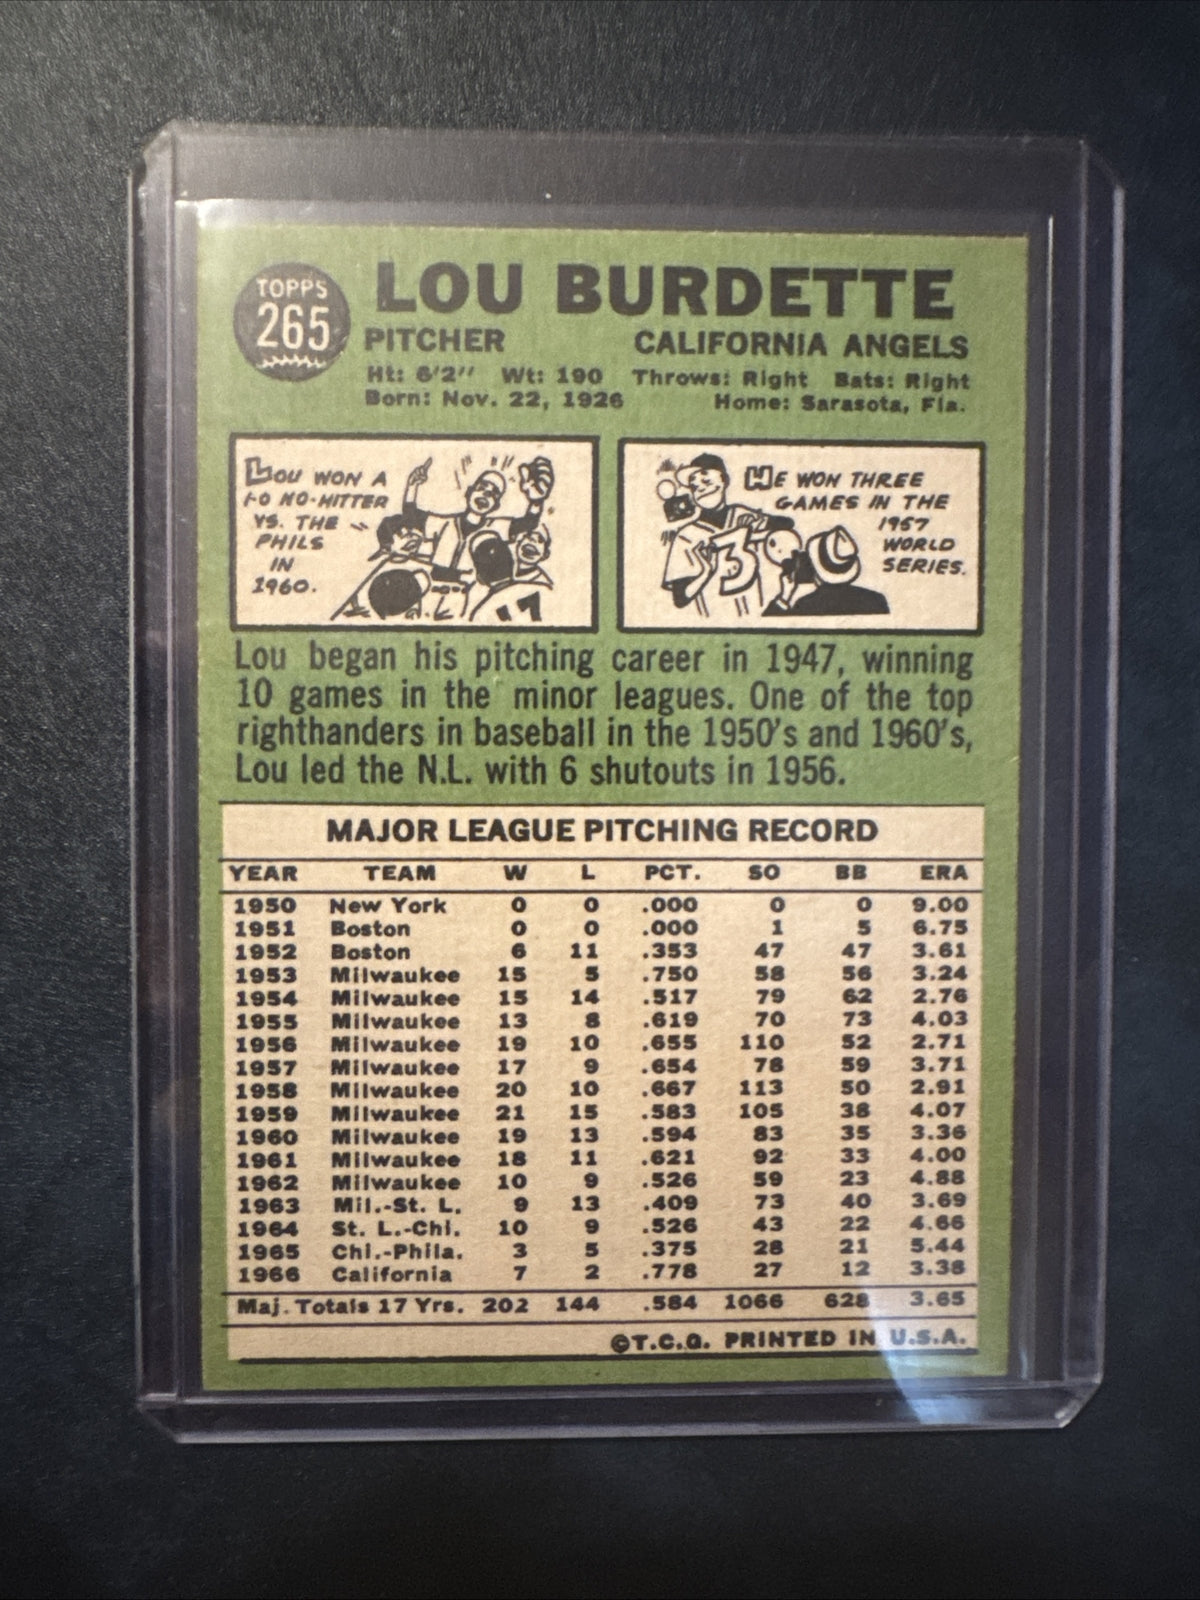 TOPPS
265
LOU BURDETTE
PITCHER CALIFORNIA ANGELS
Ht: 6'2" Wt: 190 Throws: Right Bats: Right
Born: Nov. 22, 1926 Home: Sarasota, Fla.
LOU WON A
1-0 NO-HITTER
VS. THE
PHILS
IN
1960.
17
HE WON THREE
GAMES IN THE
1957
WORLD
SERIES.
3
Lou began his pitching career in 1947, winning
10 games in the minor leagues. One of the top
righthanders in baseball in the 1950's and 1960's,
Lou led the N.L. with 6 shutouts in 1956.
MAJOR LEAGUE PITCHING RECORD
YEAR TEAM W L PCT. SO BB ERA
1950 New York 0 0 .000 0 0 9.00
1951 Boston 0 0 .000 1 5 6.75
1952 Boston 6 11 .353 47 47 3.61
1953 Milwaukee 15 5 .750 58 56 3.24
1954 Milwaukee 15 14 .517 79 62 2.76
1955 Milwaukee 13 8 .619 70 73 4.03
1956 Milwaukee 19 10 .655 110 52 2.71
1957 Milwaukee 17 9 .654 78 59 3.71
1958 Milwaukee 20 10 .667 113 50 2.91
1959 Milwaukee 21 15 .583 105 38 4.07
1960 Milwaukee 19 13 .594 83 35 3.36
1961 Milwaukee 18 11 .621 92 33 4.00
1962 Milwaukee 10 9 .526 59 23 4.88
1963 Mil.-St. L. 9 13 .409 73 40 3.69
1964 St. L.-Chi. 10 9 .526 43 22 4.66
1965 Chi.-Phila. 3 5 .375 28 21 5.44
1966 California 7 2 .778 27 12 3.38
Maj. Totals 17 Yrs. 202 144 .584 1066 628 3.65
©T.C.G. PRINTED IN U.S.A.